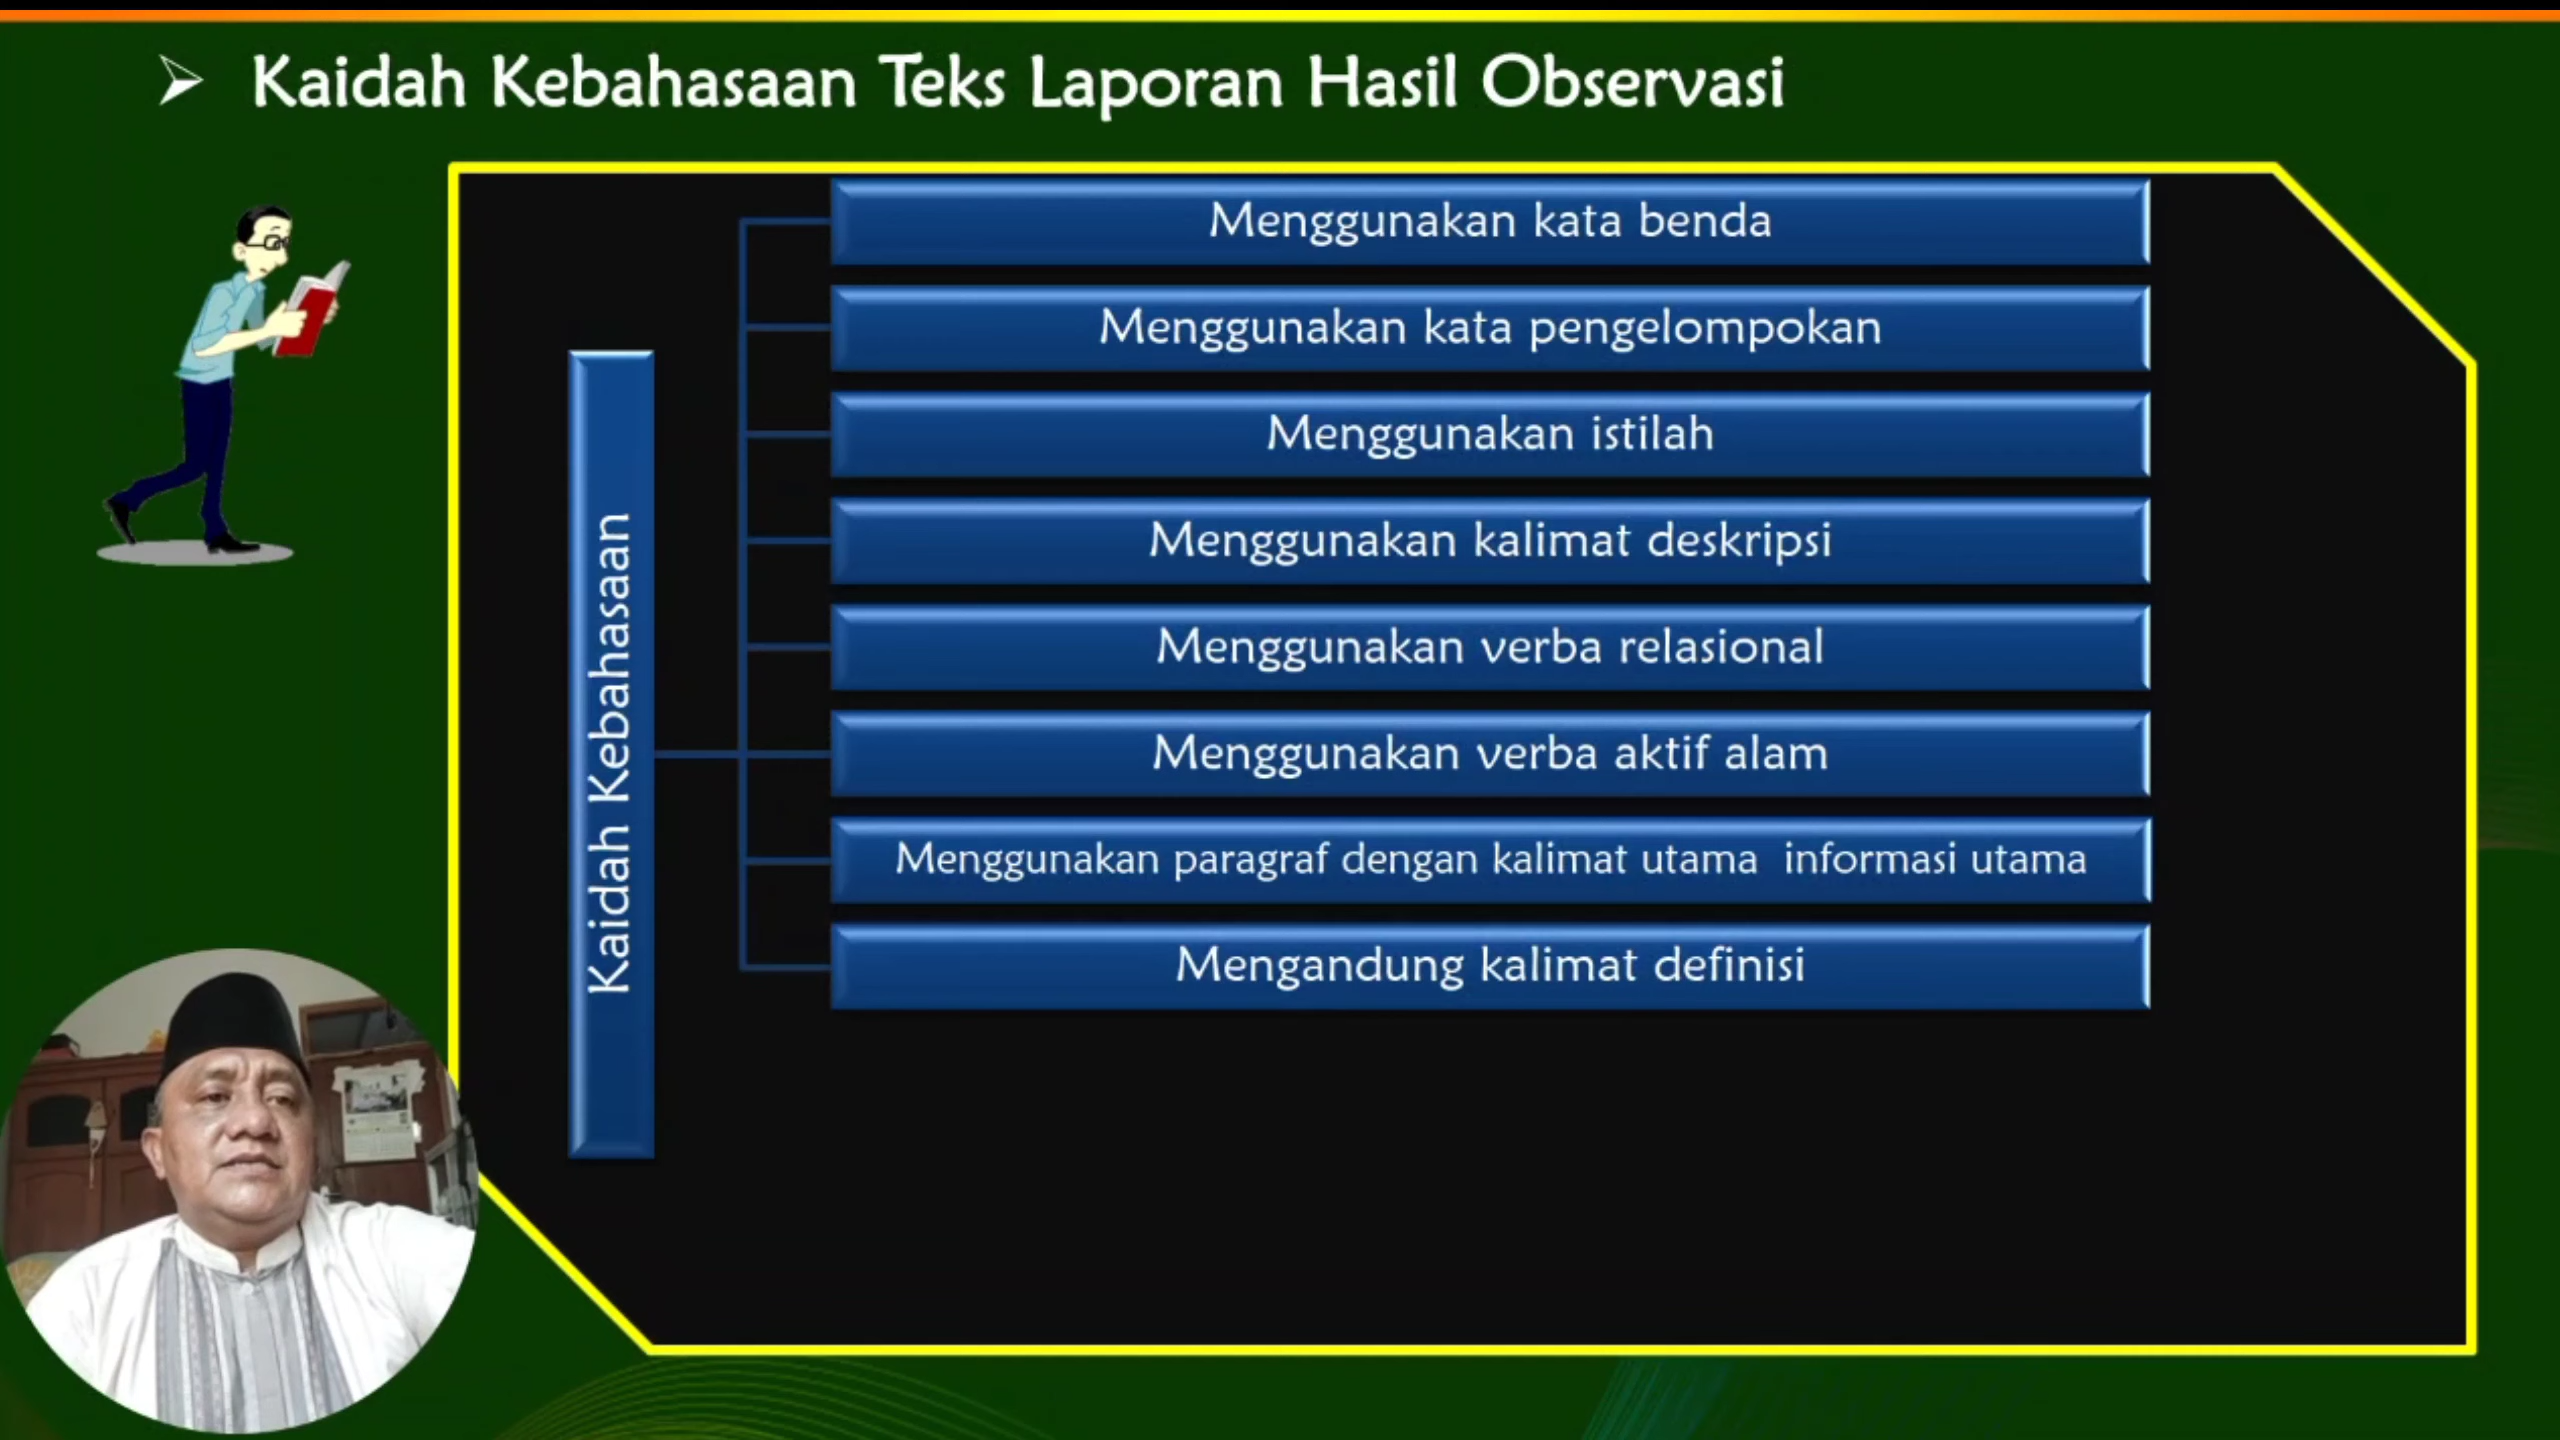 Kaidah Kebahasaan Teks Laporan Hasil Observasi
Kaidah Kebahasaan
Menggunakan kata benda
Menggunakan kata pengelompokan
Menggunakan istilah
Menggunakan kalimat deskripsi
Menggunakan verba relasional
Menggunakan verba aktif alam
Menggunakan paragraf dengan kalimat utama informasi utama
Mengandung kalimat definisi